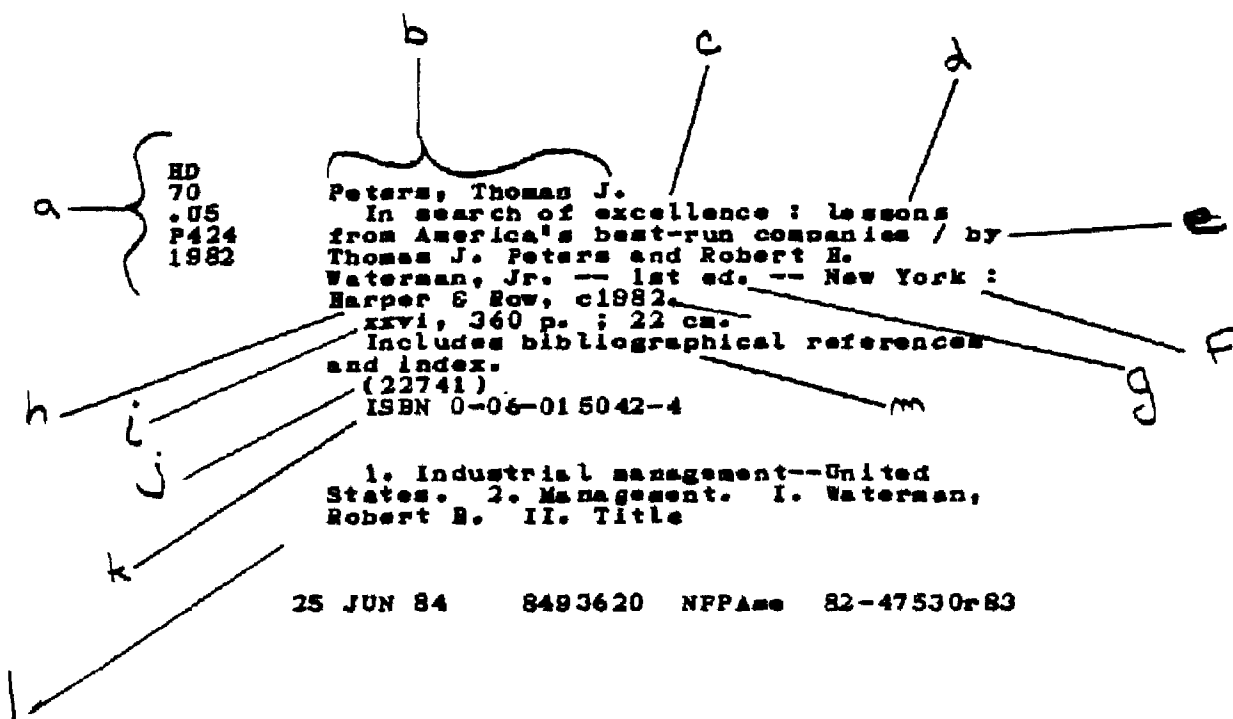 b
c
d
a
HD
70
.U5
P424
1982
Peters, Thomas J.
In search of excellence : lessons
from America's best-run companies / by
e
Thomas J. Peters and Robert H.
Waterman, Jr. -- 1st ed. -- New York :
Harper & Row, c1982.
xxvi, 360 p. ; 22 cm.
Includes bibliographical references
and index.
(22741)
ISBN 0-06-015042-4
F
g
h
i
m
j
1. Industrial management--United
States. 2. Management. I. Waterman,
Robert H. II. Title
k
25 JUN 84 8493620 NPPAme 82-47530r83
l